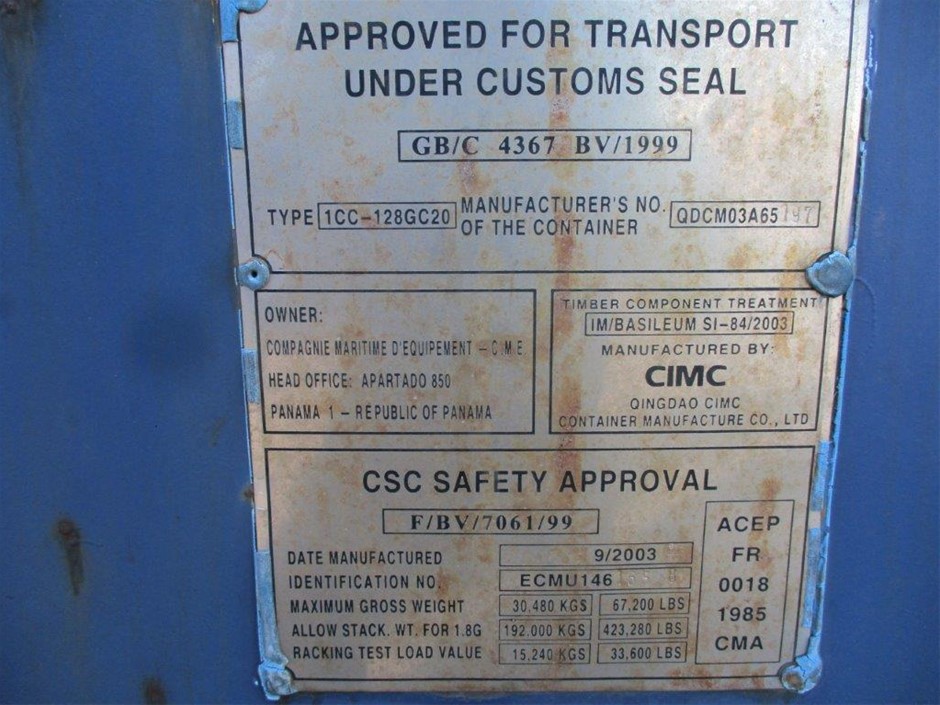 APPROVED FOR TRANSPORT
UNDER CUSTOMS SEAL
GB/C 4367 BV/1999
TYPE 1CC-128GC20 MANUFACTURER'S NO. OF THE CONTAINER QDCM03A65197
OWNER:
COMPAGNIE MARITIME D'EQUIPEMENT - C.M.E
HEAD OFFICE: APARTADO 850
PANAMA 1 - REPUBLIC OF PANAMA
TIMBER COMPONENT TREATMENT
IM/BASILEUM SI-84/2003
MANUFACTURED BY:
CIMC
QINGDAO CIMC
CONTAINER MANUFACTURE CO., LTD
CSC SAFETY APPROVAL
F/BV/7061/99
DATE MANUFACTURED 9/2003
IDENTIFICATION NO. ECMU146
MAXIMUM GROSS WEIGHT 30,480 KGS 67,200 LBS
ALLOW STACK. WT. FOR 1.8G 192,000 KGS 423,280 LBS
RACKING TEST LOAD VALUE 15,240 KGS 33,600 LBS
ACEP
FR
0018
1985
CMA